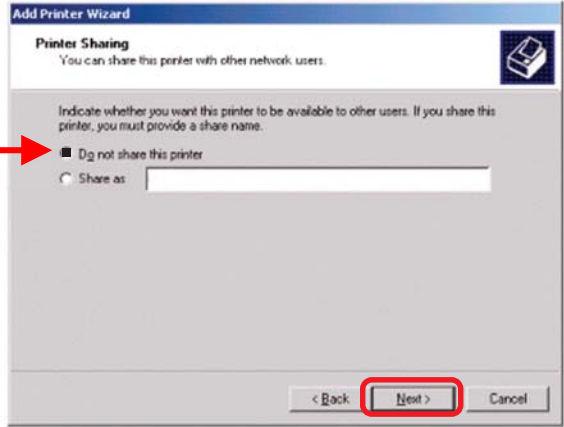 Add Printer Wizard
Printer Sharing
You can share this printer with other network users.
Indicate whether you want this printer to be available to other users. If you share this
printer, you must provide a share name.
Do not share this printer
Share as
< Back
Next >
Cancel